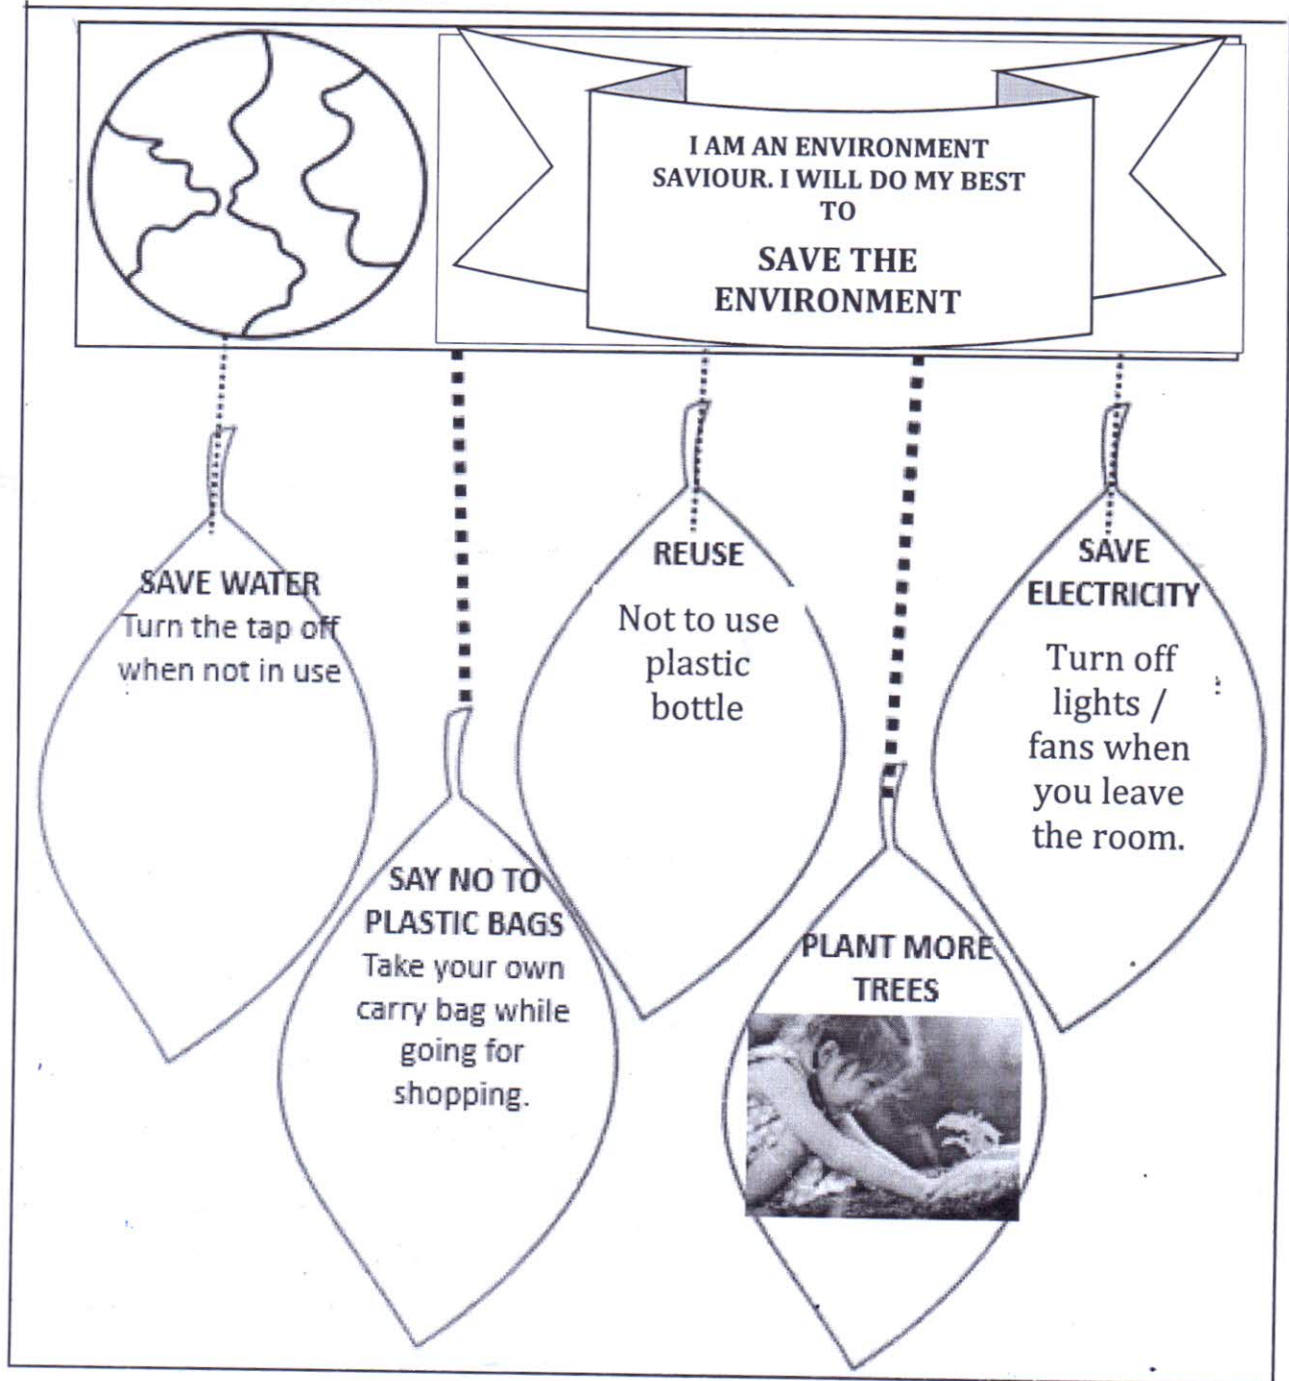 I AM AN ENVIRONMENT
SAVIOUR. I WILL DO MY BEST
TO
SAVE THE
ENVIRONMENT
SAVE WATER
Turn the tap off
when not in use
SAY NO TO
PLASTIC BAGS
Take your own
carry bag while
going for
shopping.
REUSE
Not to use
plastic
bottle
PLANT MORE
TREES
SAVE
ELECTRICITY
Turn off
lights /
fans when
you leave
the room.